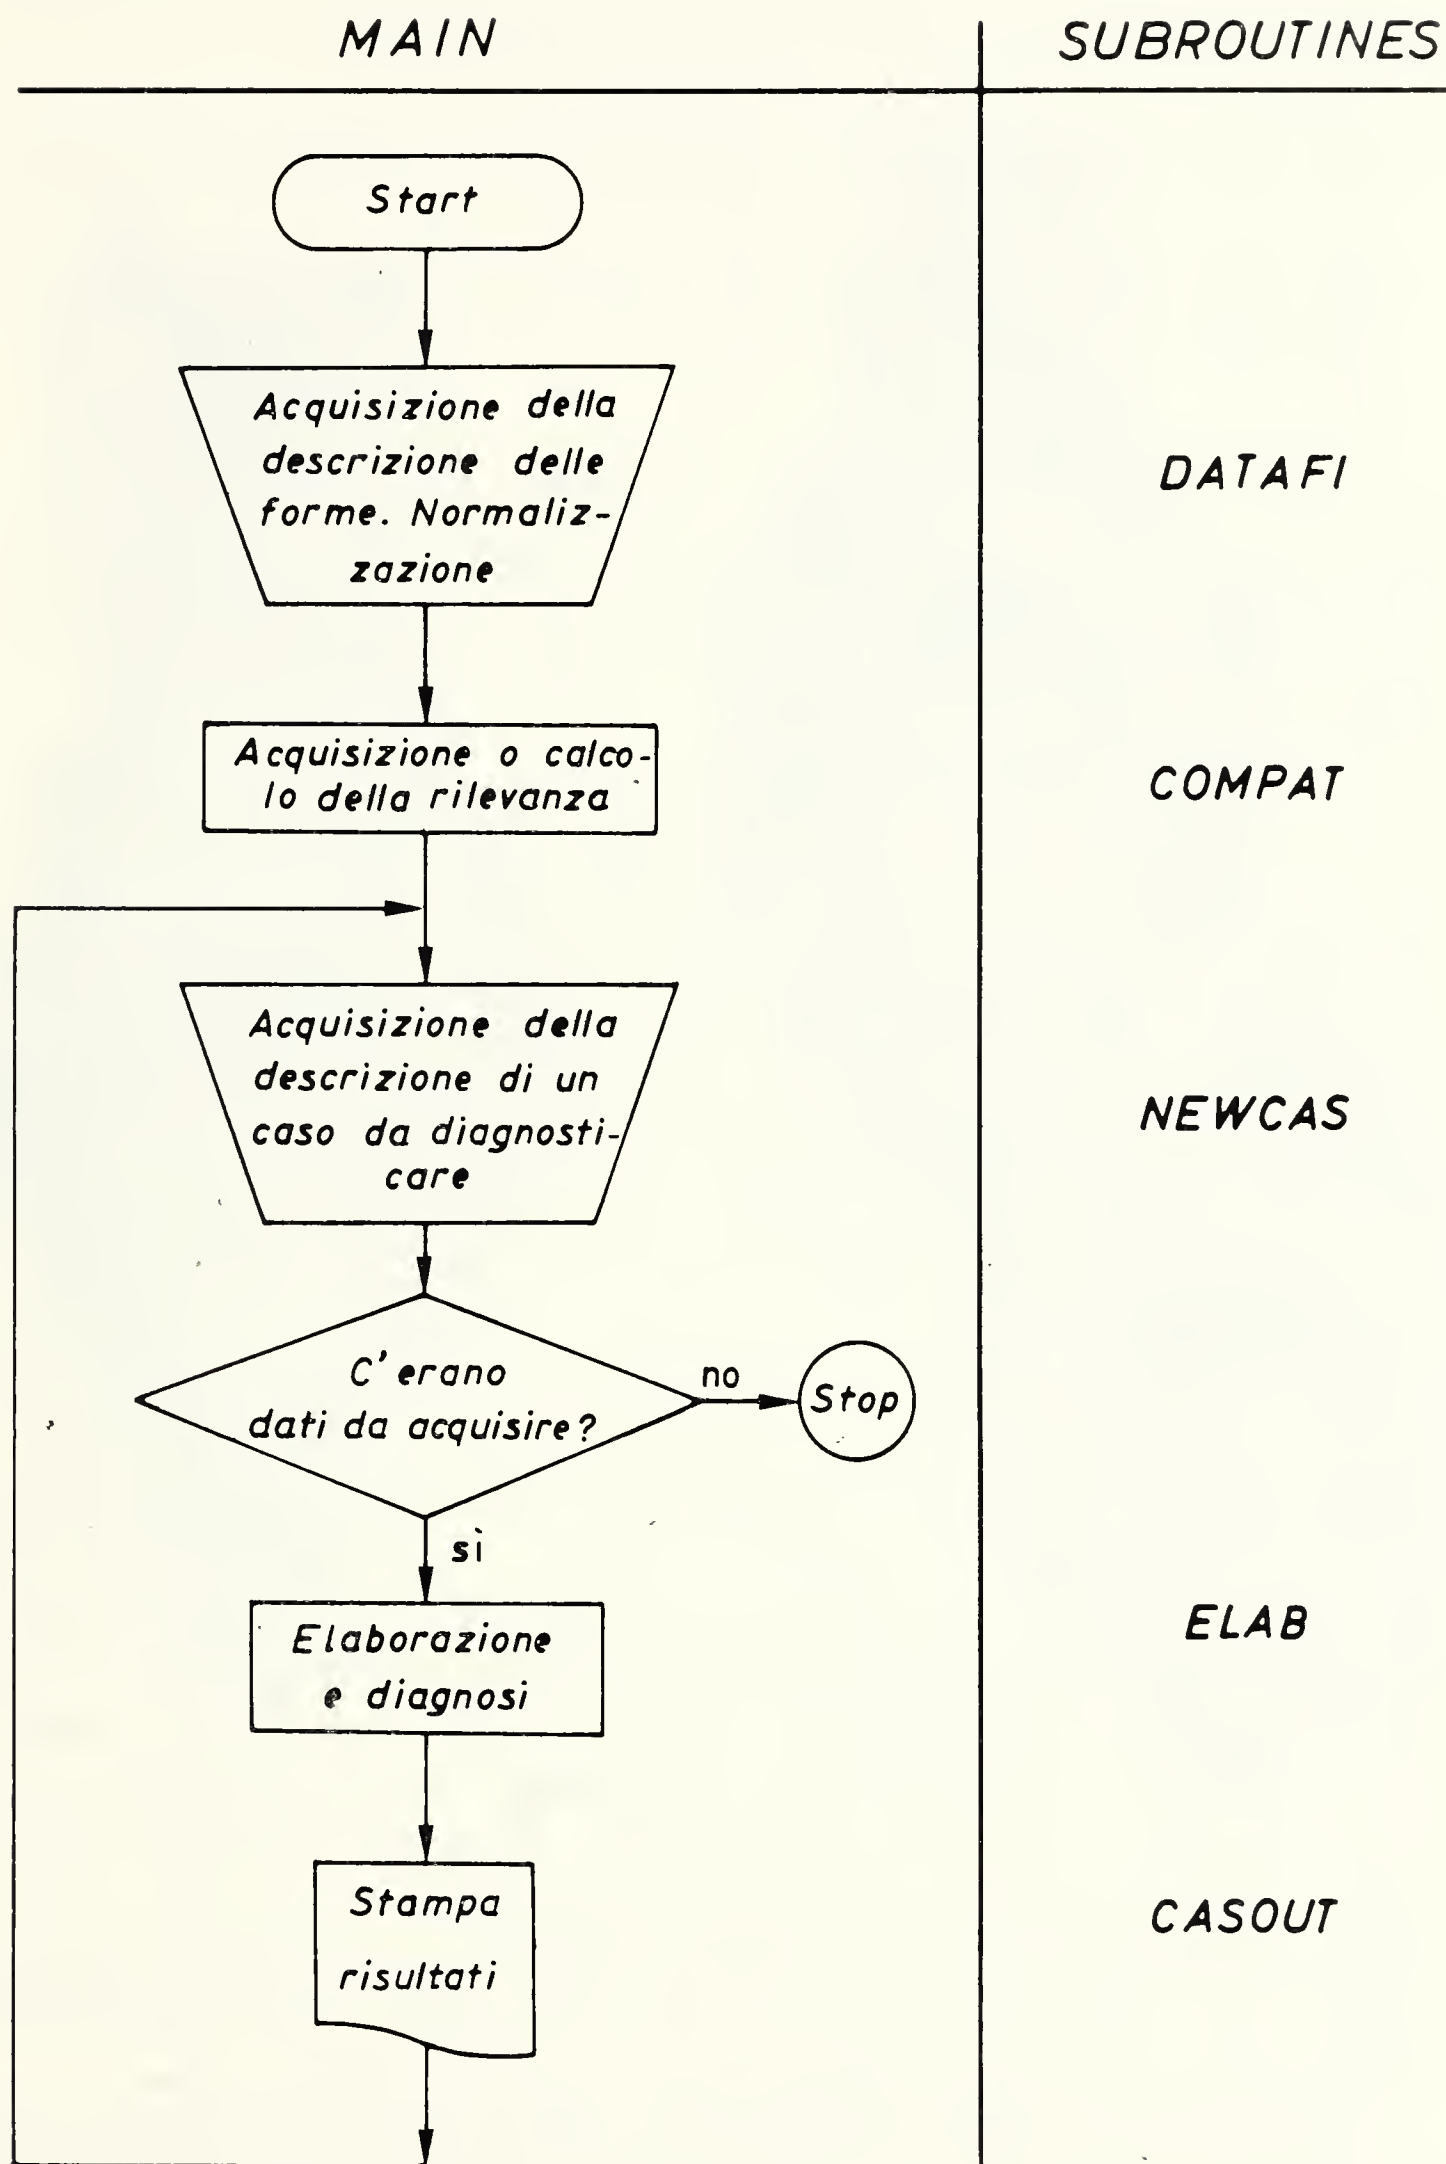 MAIN
SUBROUTINES
Start
Acquisizione della
descrizione delle
forme. Normaliz-
zazione
DATAFI
Acquisizione o calco-
lo della rilevanza
COMPAT
Acquisizione della
descrizione di un
caso da diagnosti-
care
NEWCAS
C'erano
dati da acquisire?
no
Stop
sì
Elaborazione
e diagnosi
ELAB
Stampa
risultati
CASOUT